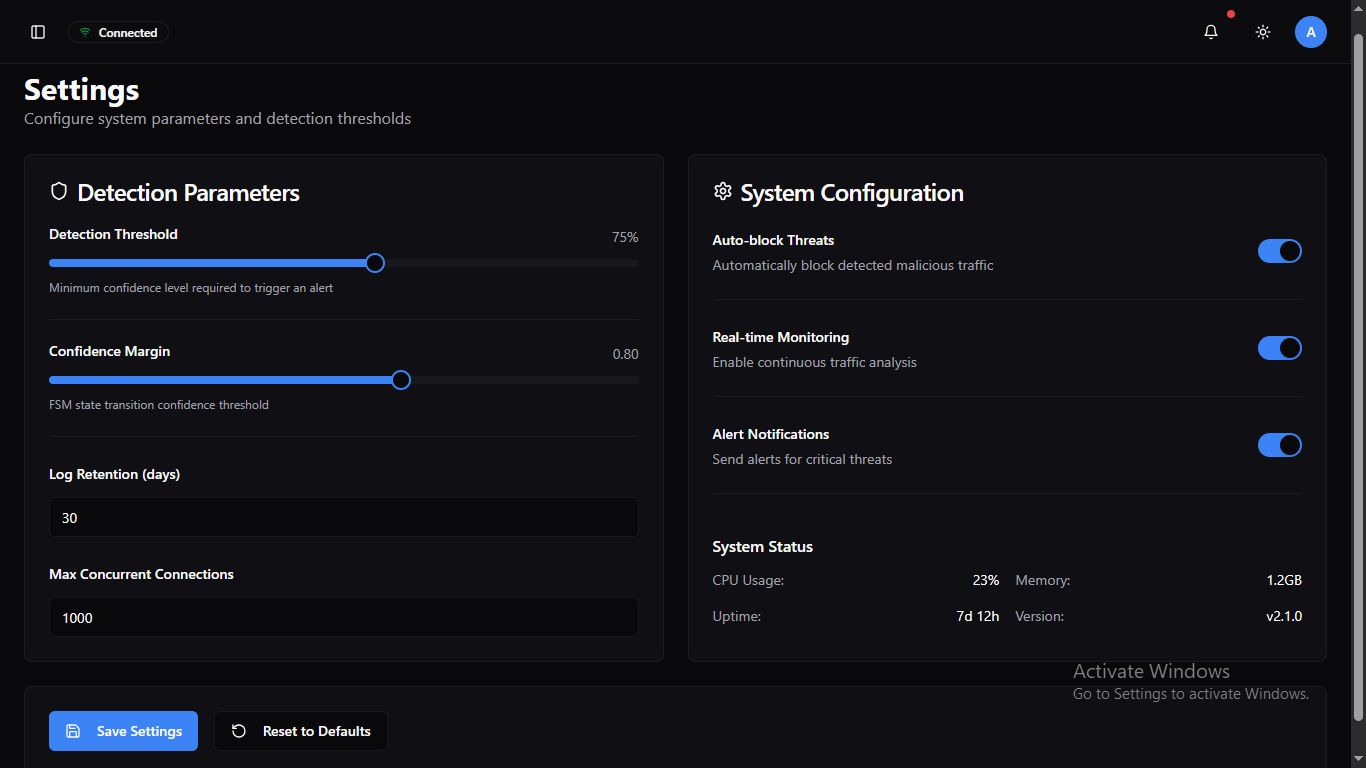 Connected
A
Settings
Configure system parameters and detection thresholds
Detection Parameters
Detection Threshold
75%
Minimum confidence level required to trigger an alert
Confidence Margin
0.80
FSM state transition confidence threshold
Log Retention (days)
30
Max Concurrent Connections
1000
System Configuration
Auto-block Threats
Automatically block detected malicious traffic
Real-time Monitoring
Enable continuous traffic analysis
Alert Notifications
Send alerts for critical threats
System Status
CPU Usage: 23% Memory: 1.2GB
Uptime: 7d 12h Version: v2.1.0
Activate Windows
Go to Settings to activate Windows.
Save Settings Reset to Defaults